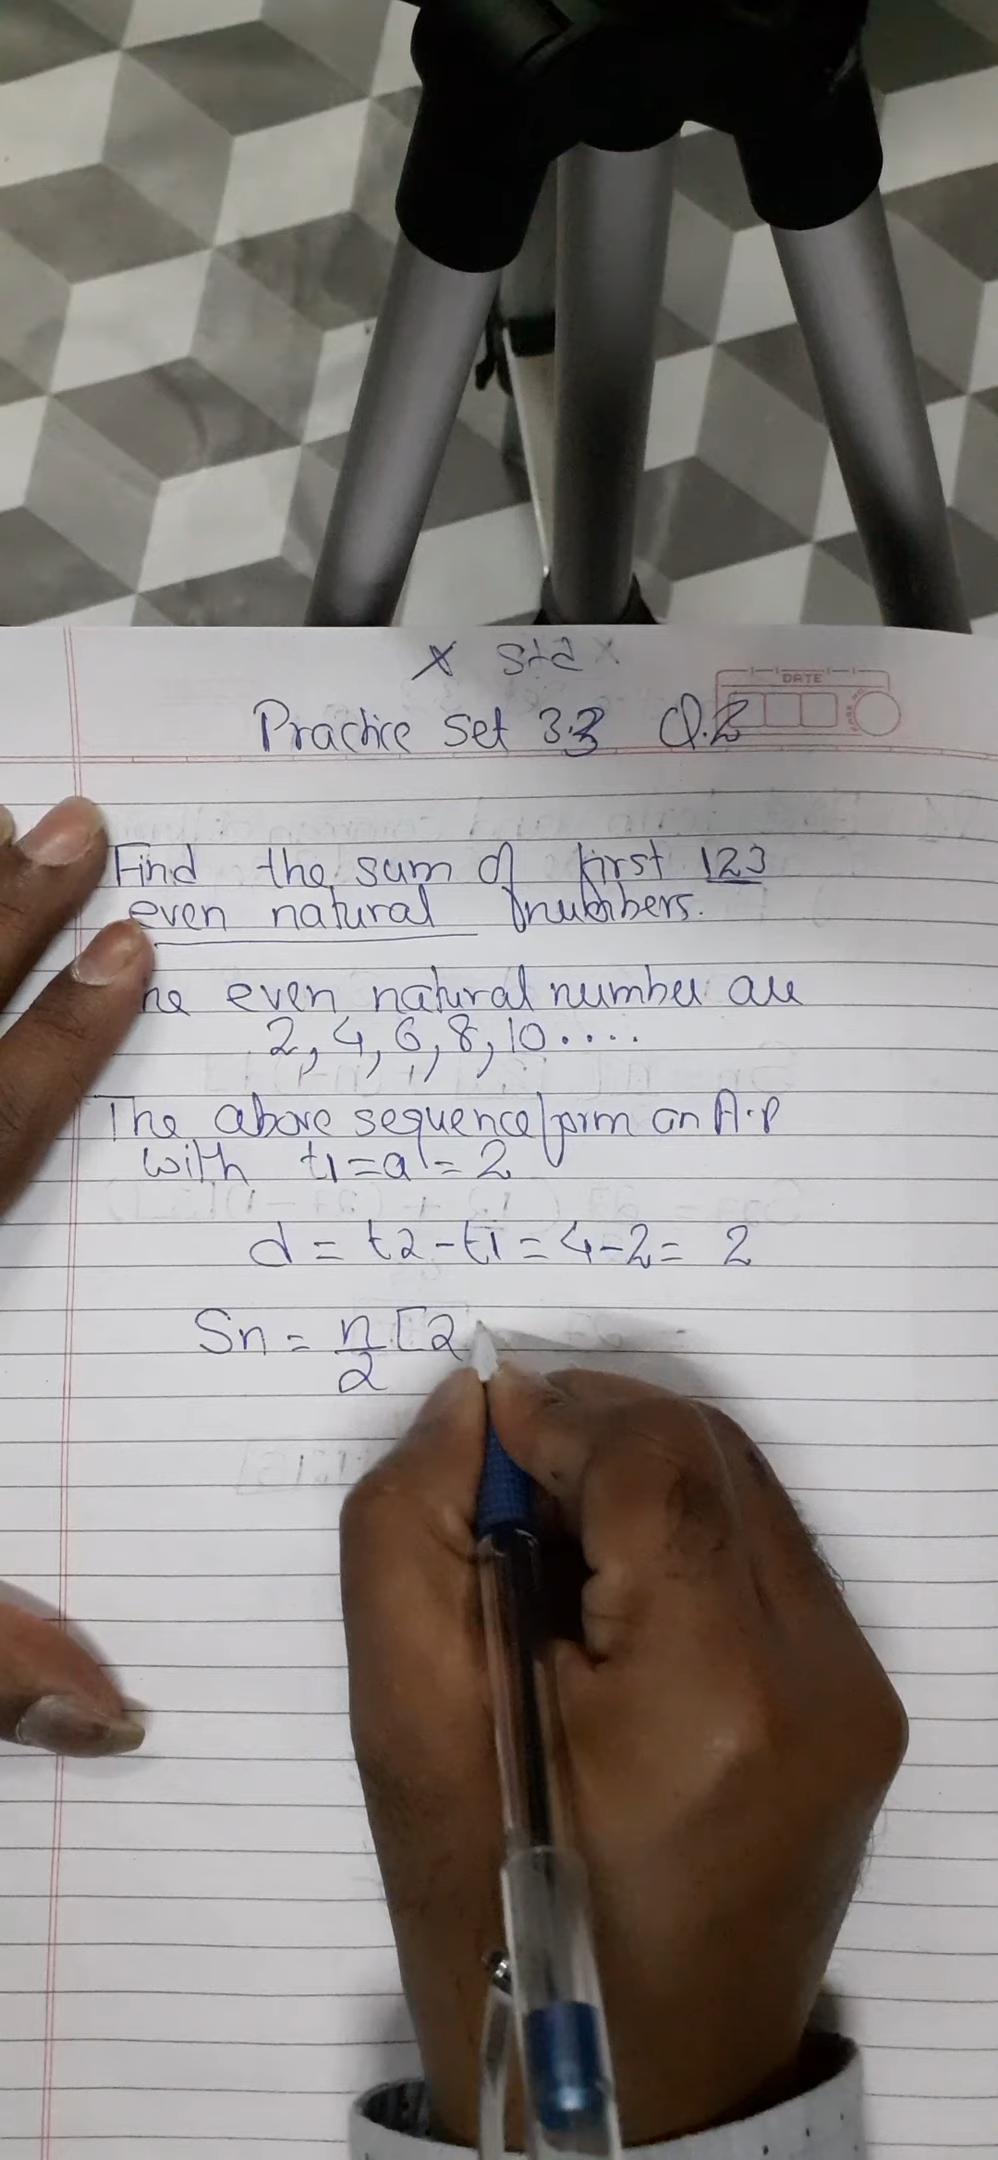 X Std
DATE
Practice Set 3.3 Q.2
Find the sum of first 123
even natural numbers.
he even natural number are
2, 4, 6, 8, 10....
The above sequence form an A.P
with t1 = a = 2
d = t2 - t1 = 4 - 2 = 2
Sn = n/2 [2